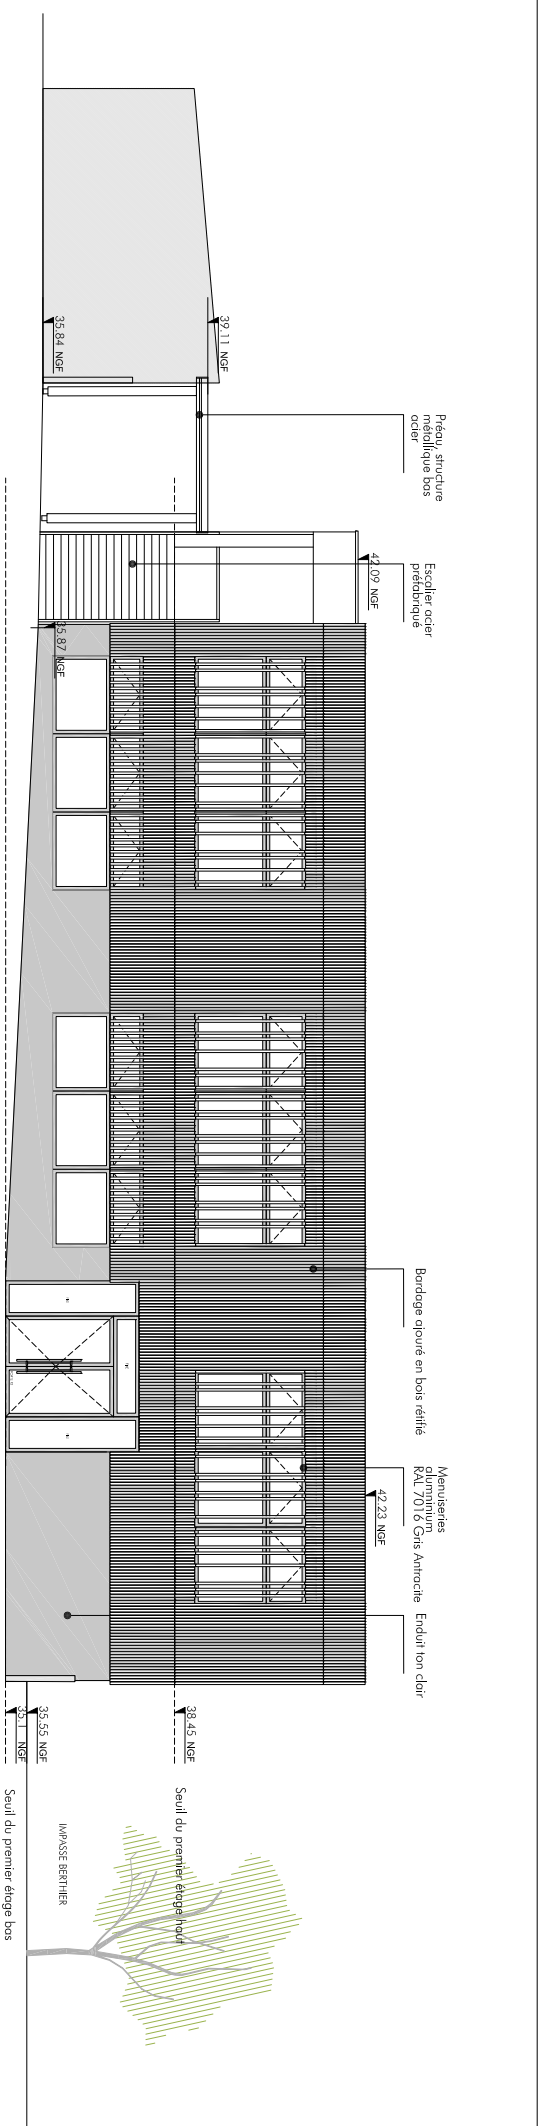 Préau, structure
métallique bas
acier
Escalier acier
préfabriqué
Bardage ajouré en bois rétifié
Menuiseries
aluminium
RAL 7016 Gris Antracite
Enduit ton clair
39.11 NGF
35.84 NGF
42.09 NGF
35.87 NGF
42.23 NGF
38.45 NGF
Seuil du premier étage haut
35.55 NGF
35.1 NGF
IMPASSE BERTHIER
Seuil du premier étage bas